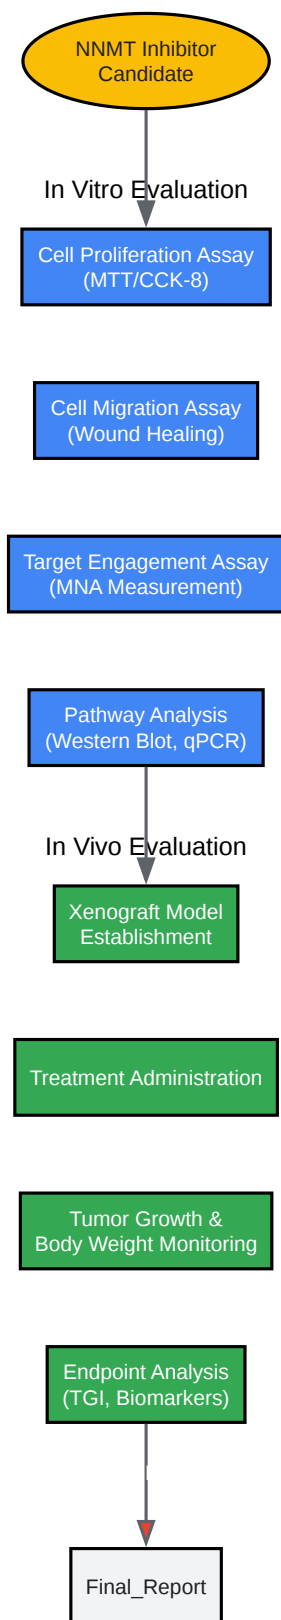 NNMT Inhibitor
Candidate
In Vitro Evaluation
Cell Proliferation Assay
(MTT/CCK-8)
Cell Migration Assay
(Wound Healing)
Target Engagement Assay
(MNA Measurement)
Pathway Analysis
(Western Blot, qPCR)
In Vivo Evaluation
Xenograft Model
Establishment
Treatment Administration
Tumor Growth &
Body Weight Monitoring
Endpoint Analysis
(TGI, Biomarkers)
Final_Report